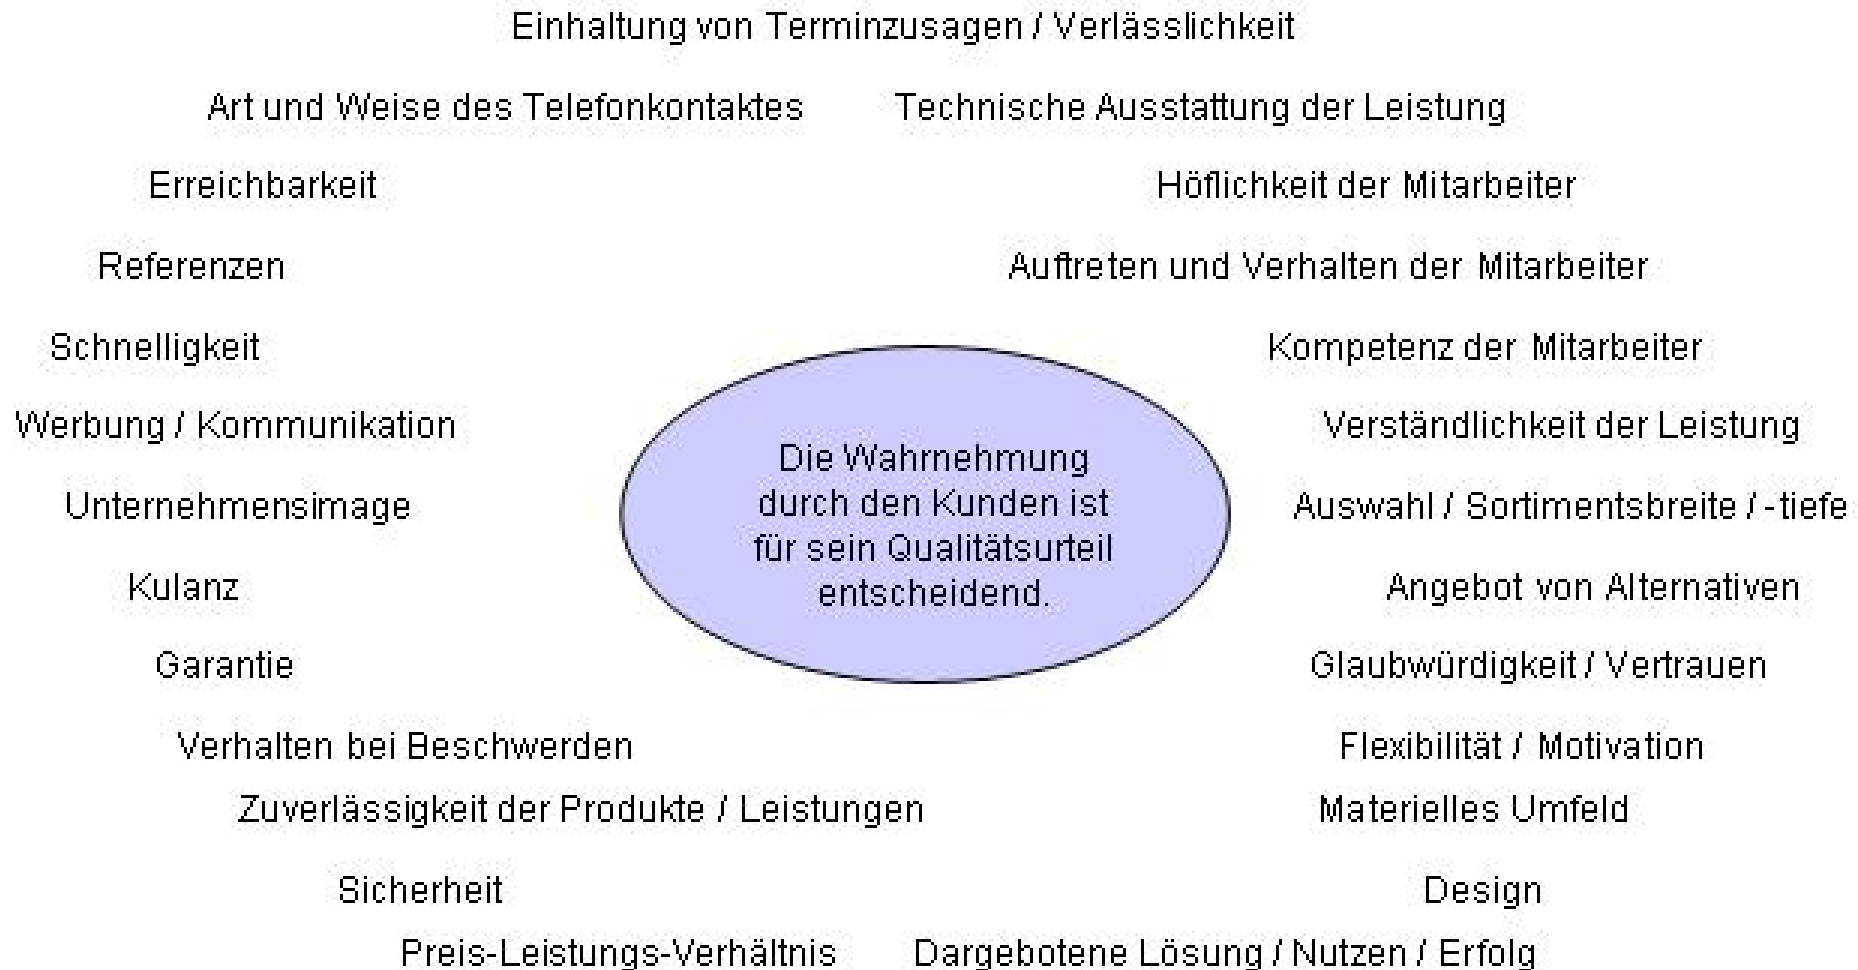 Einhaltung von Terminzusagen / Verlässlichkeit
Art und Weise des Telefonkontaktes
Technische Ausstattung der Leistung
Erreichbarkeit
Höflichkeit der Mitarbeiter
Referenzen
Auftreten und Verhalten der Mitarbeiter
Schnelligkeit
Kompetenz der Mitarbeiter
Werbung / Kommunikation
Verständlichkeit der Leistung
Die Wahrnehmung
durch den Kunden ist
für sein Qualitätsurteil
entscheidend.
Unternehmensimage
Auswahl / Sortimentsbreite / -tiefe
Kulanz
Angebot von Alternativen
Garantie
Glaubwürdigkeit / Vertrauen
Verhalten bei Beschwerden
Flexibilität / Motivation
Zuverlässigkeit der Produkte / Leistungen
Materielles Umfeld
Sicherheit
Design
Preis-Leistungs-Verhältnis
Dargebotene Lösung / Nutzen / Erfolg